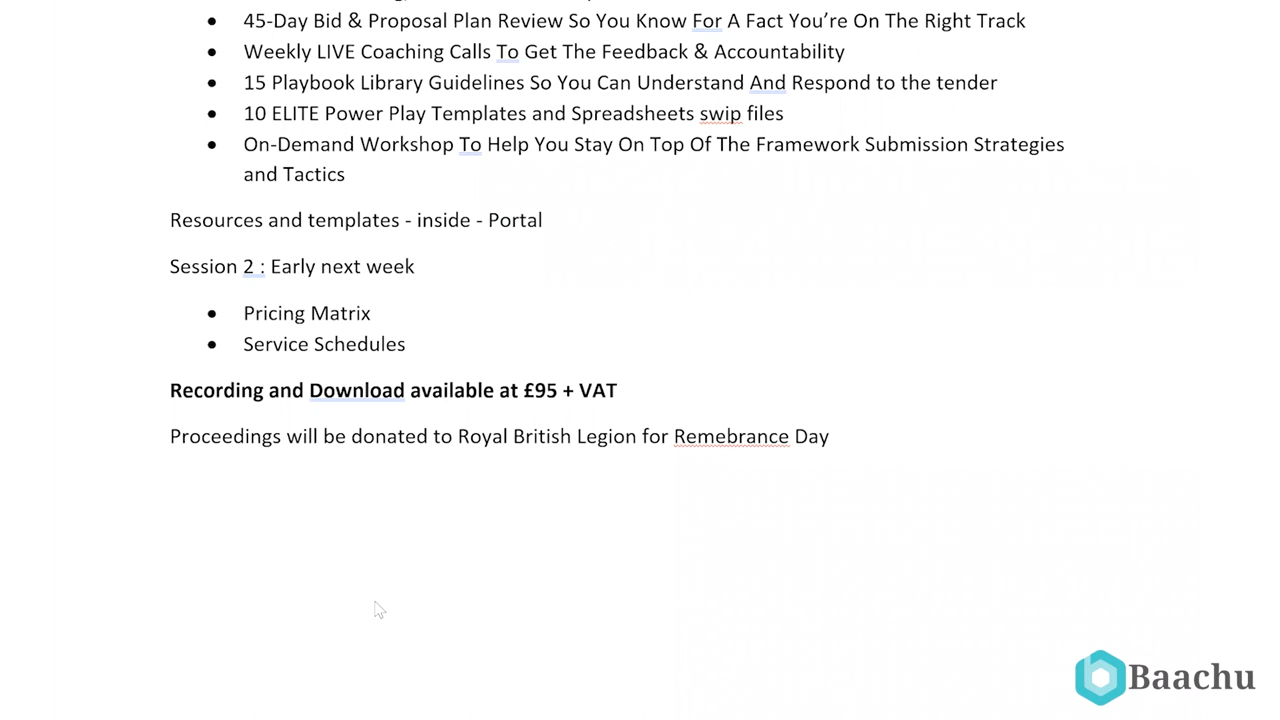 45-Day Bid & Proposal Plan Review So You Know For A Fact You're On The Right Track
Weekly LIVE Coaching Calls To Get The Feedback & Accountability
15 Playbook Library Guidelines So You Can Understand And Respond to the tender
10 ELITE Power Play Templates and Spreadsheets swip files
On-Demand Workshop To Help You Stay On Top Of The Framework Submission Strategies
and Tactics
Resources and templates - inside - Portal
Session 2 : Early next week
Pricing Matrix
Service Schedules
Recording and Download available at £95 + VAT
Proceedings will be donated to Royal British Legion for Remebrance Day
Baachu